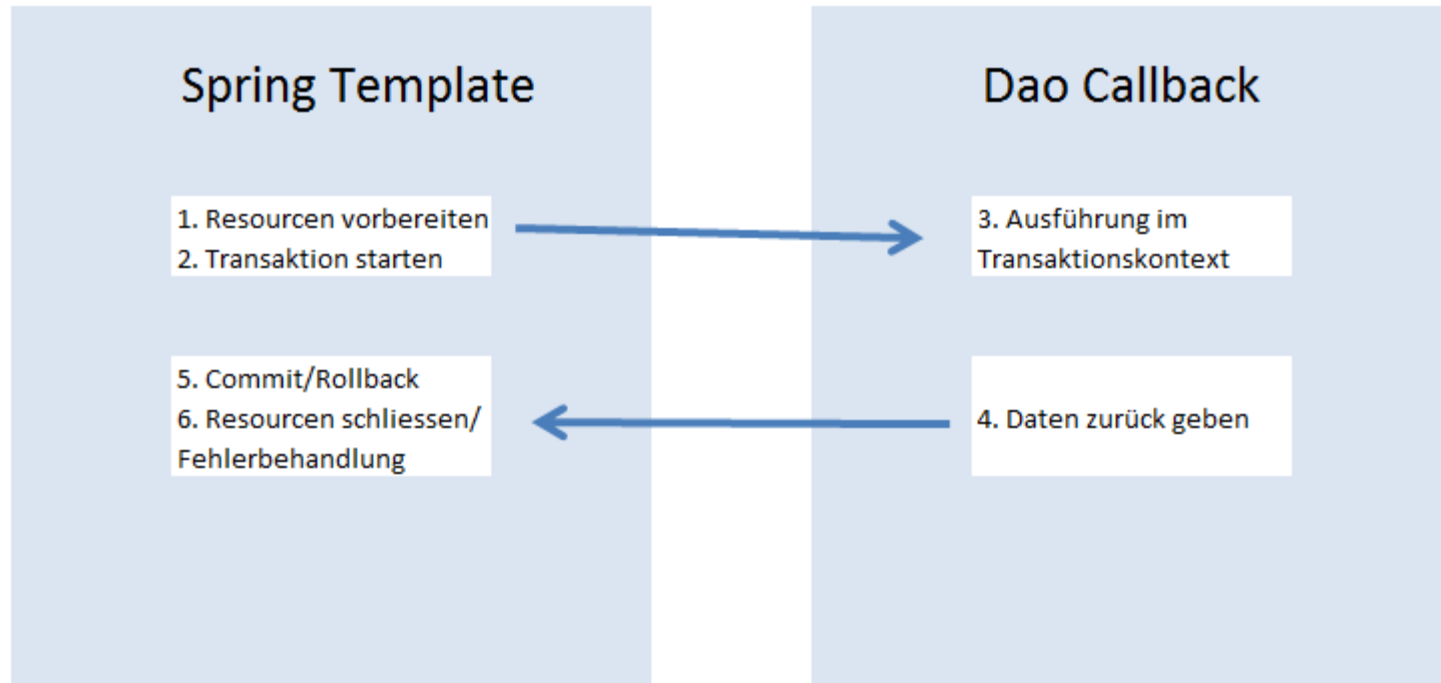 Spring Template
Dao Callback
1. Resourcen vorbereiten
2. Transaktion starten
3. Ausführung im
Transaktionskontext
5. Commit/Rollback
6. Resourcen schliessen/
Fehlerbehandlung
4. Daten zurück geben